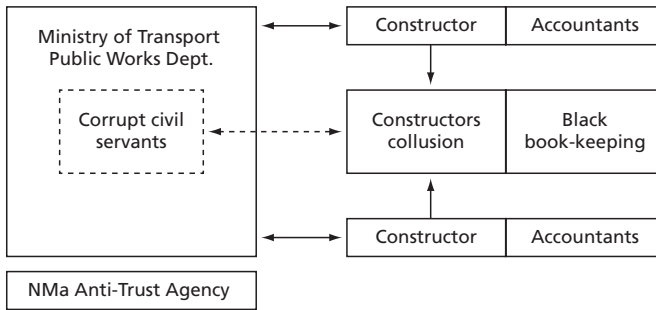 Ministry of Transport
Public Works Dept.
Corrupt civil
servants
NMa Anti-Trust Agency
Constructor
Accountants
Constructors
collusion
Black
book-keeping
Constructor
Accountants